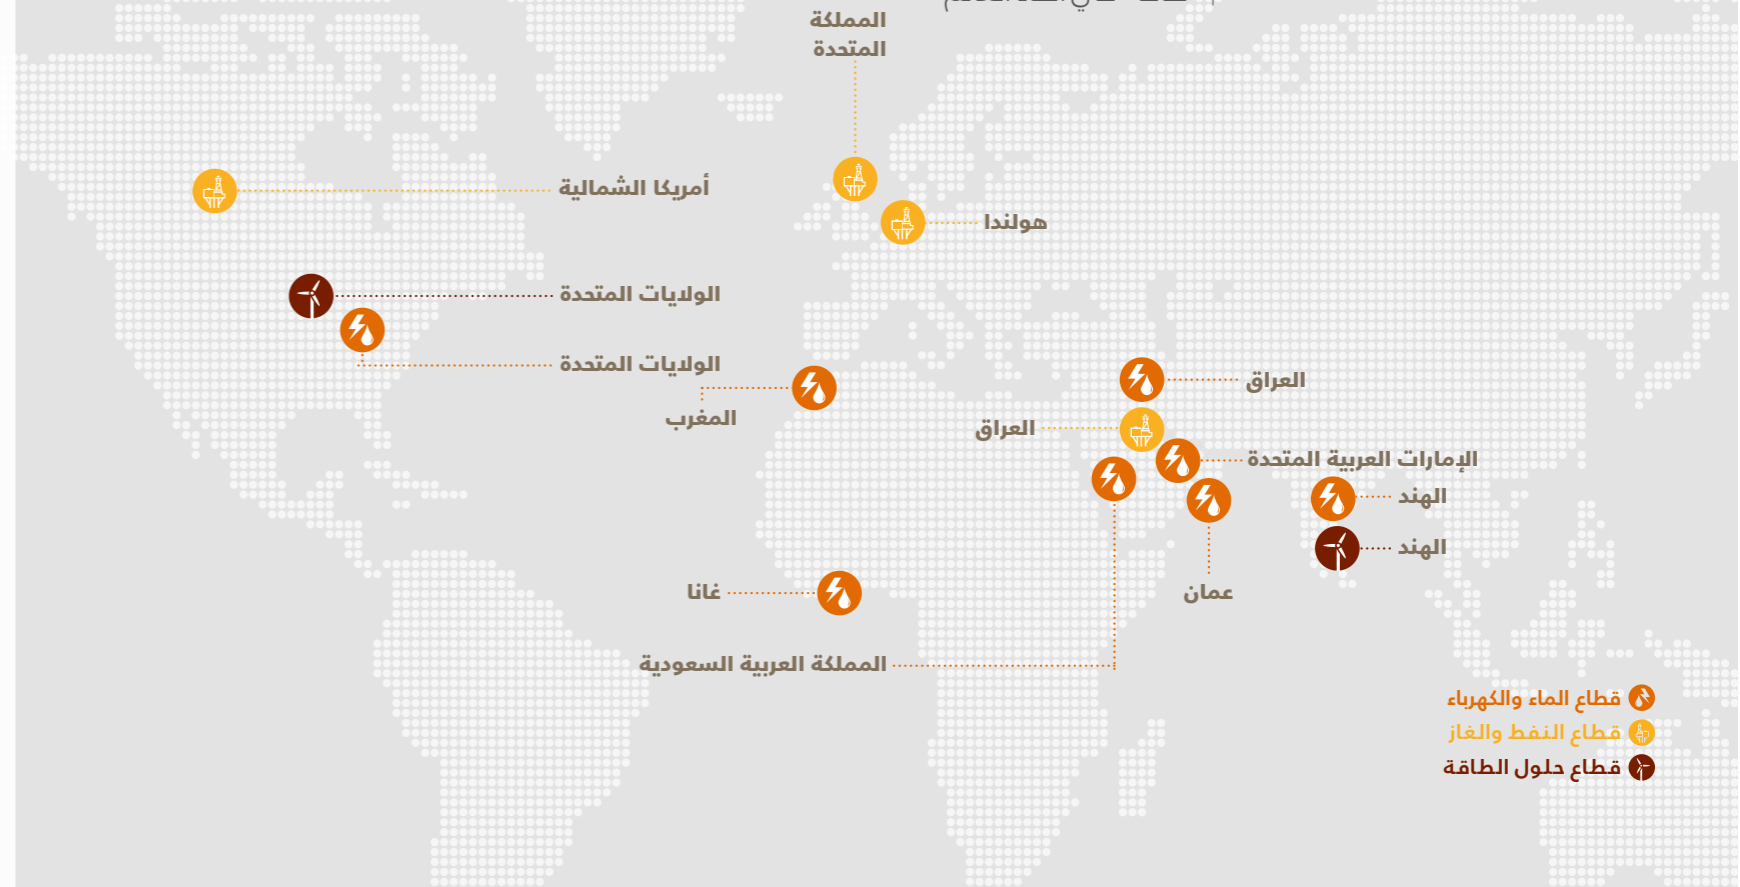 المملكة
المتحدة
أمريكا الشمالية
هولندا
الولايات المتحدة
الولايات المتحدة
العراق
المغرب
العراق
الإمارات العربية المتحدة
الهند
الهند
غانا
عمان
المملكة العربية السعودية
قطاع الماء والكهرباء
قطاع النفط والغاز
قطاع حلول الطاقة